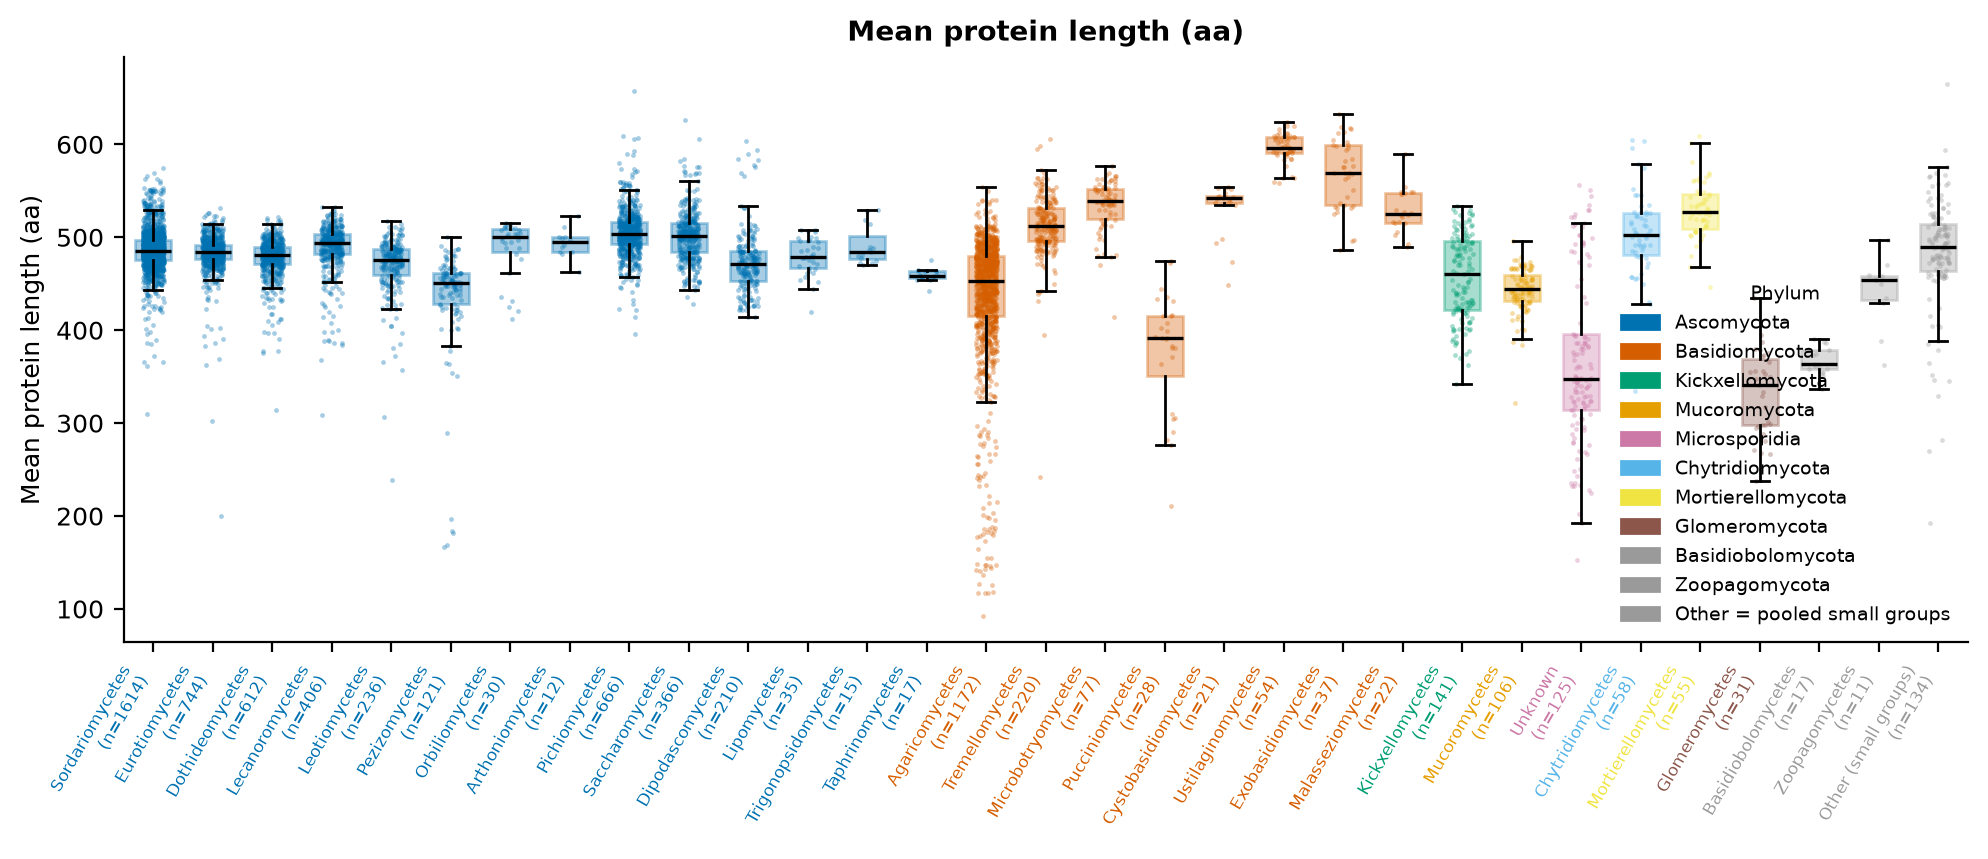 Mean protein length (aa)
Mean protein length (aa)
600
500
400
300
200
100
Phylum
Ascomycota
Basidiomycota
Kickxellomycota
Mucoromycota
Microsporidia
Chytridiomycota
Mortierellomycota
Glomeromycota
Basidiobolomycota
Zoopagomycota
Other = pooled small groups
Sordariomycetes
(n=1614)
Eurotiomycetes
(n=744)
Dothideomycetes
(n=612)
Lecanoromycetes
(n=406)
Leotiomycetes
(n=236)
Pezizomycetes
(n=121)
Orbiliomycetes
(n=30)
Arthoniomycetes
(n=12)
Pichiomycetes
(n=666)
Saccharomycetes
(n=366)
Dipodascomycetes
(n=210)
Lipomycetes
(n=35)
Trigonopsidomycetes
(n=15)
Taphrinomycetes
(n=17)
Agaricomycetes
(n=1172)
Tremellomycetes
(n=220)
Microbotryomycetes
(n=77)
Pucciniomycetes
(n=28)
Cystobasidiomycetes
(n=21)
Ustilaginomycetes
(n=54)
Exobasidiomycetes
(n=37)
Malasseziomycetes
(n=22)
Kickxellomycetes
(n=141)
Mucoromycetes
(n=106)
Unknown
(n=125)
Chytridiomycetes
(n=58)
Mortierellomycetes
(n=55)
Glomeromycetes
(n=31)
Basidiobolomycetes
(n=17)
Zoopagomycetes
(n=11)
Other (small groups)
(n=134)